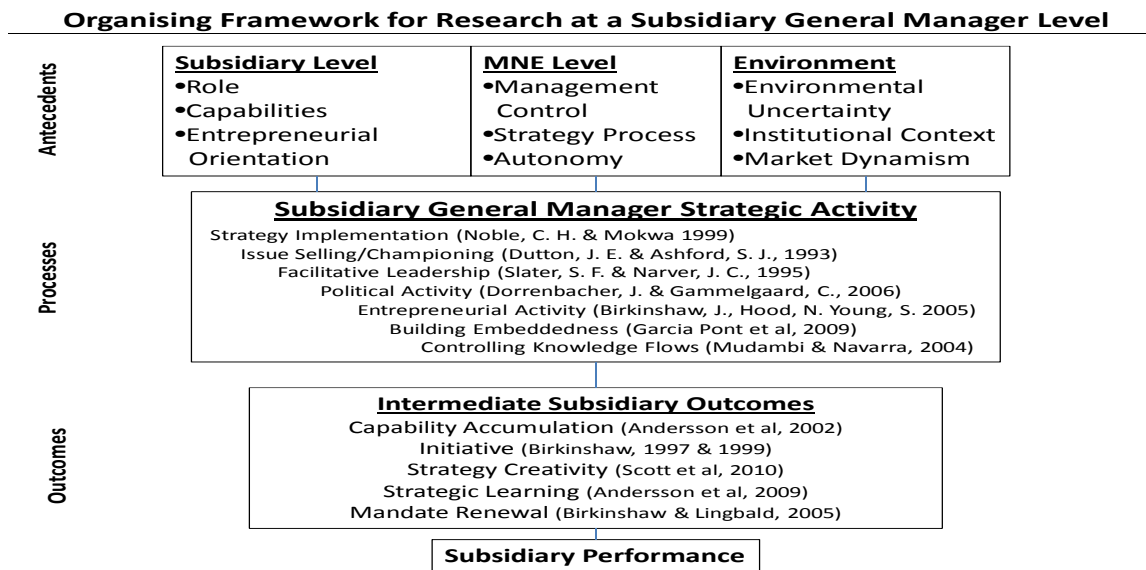 Organising Framework for Research at a Subsidiary General Manager Level
Antecedents
Subsidiary Level
•Role
•Capabilities
•Entrepreneurial
Orientation
MNE Level
•Management
Control
•Strategy Process
•Autonomy
Environment
•Environmental
Uncertainty
•Institutional Context
•Market Dynamism
Processes
Subsidiary General Manager Strategic Activity
Strategy Implementation (Noble, C. H. & Mokwa 1999)
Issue Selling/Championing (Dutton, J. E. & Ashford, S. J., 1993)
Facilitative Leadership (Slater, S. F. & Narver, J. C., 1995)
Political Activity (Dorrenbacher, J. & Gammelgaard, C., 2006)
Entrepreneurial Activity (Birkinshaw, J., Hood, N. Young, S. 2005)
Building Embeddedness (Garcia Pont et al, 2009)
Controlling Knowledge Flows (Mudambi & Navarra, 2004)
Outcomes
Intermediate Subsidiary Outcomes
Capability Accumulation (Andersson et al, 2002)
Initiative (Birkinshaw, 1997 & 1999)
Strategy Creativity (Scott et al, 2010)
Strategic Learning (Andersson et al, 2009)
Mandate Renewal (Birkinshaw & Lingbald, 2005)
Subsidiary Performance